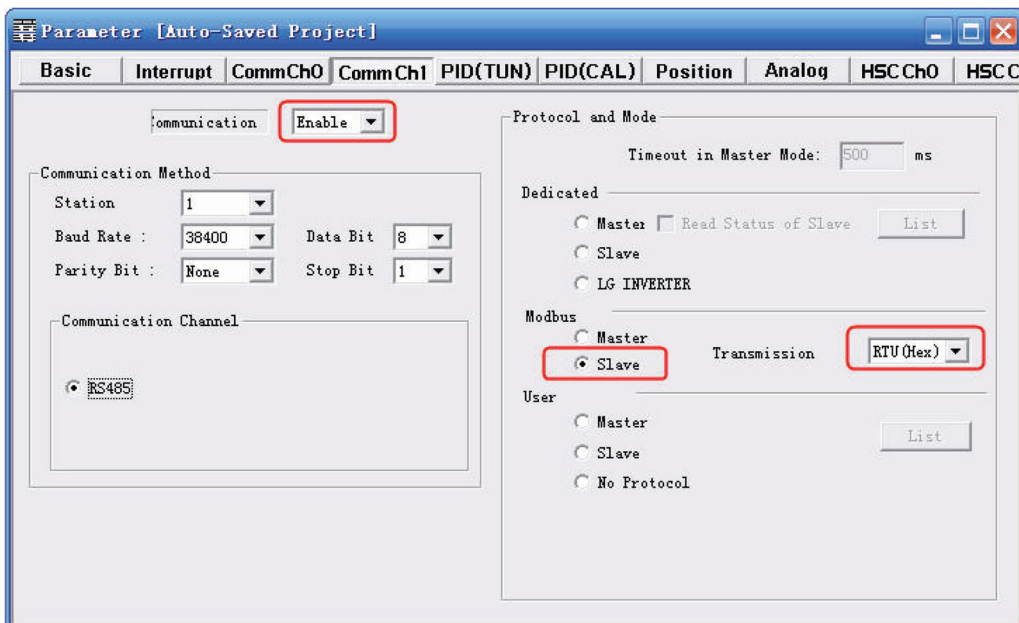 Parameter [Auto-Saved Project]
Basic Interrupt CommCh0 CommCh1 PID(TUN) PID(CAL) Position Analog HSCCh0 HSCC
ommunication Enable
Communication Method
Station 1
Baud Rate : 38400 Data Bit 8
Parity Bit : None Stop Bit 1
Communication Channel
RS485
Protocol and Mode
Timeout in Master Mode: 500 ms
Dedicated
Master Read Status of Slave List
Slave
LG INVERTER
Modbus
Master
Slave Transmission RTU(Hex)
User
Master
Slave List
No Protocol